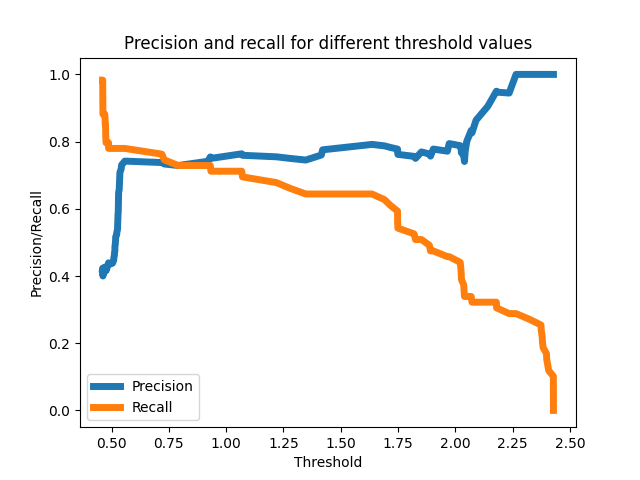 Precision and recall for different threshold values
1.0
0.8
0.6
0.4
0.2
0.0
Precision/Recall
Precision
Recall
0.50 0.75 1.00 1.25 1.50 1.75 2.00 2.25 2.50
Threshold